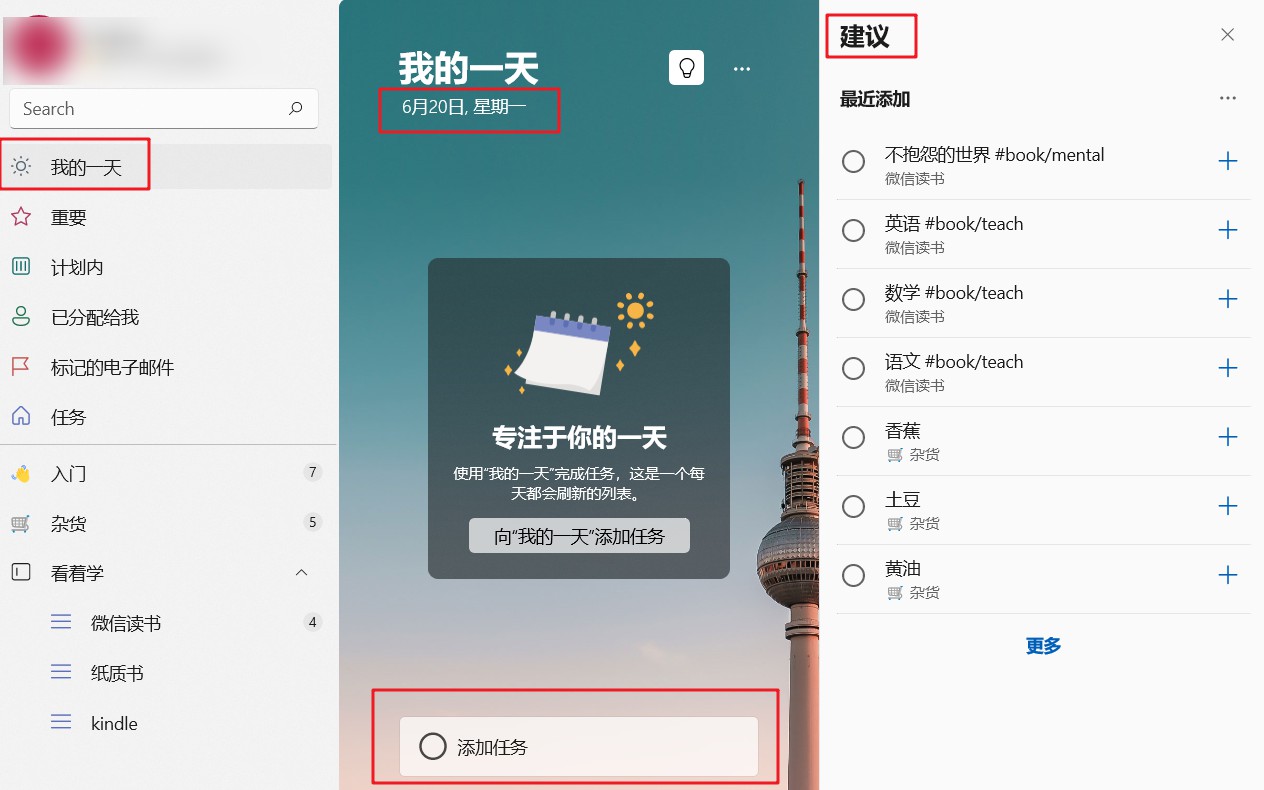 Search
我的一天
重要
计划内
已分配给我
标记的电子邮件
任务
入门
7
杂货
5
看着学
微信读书
4
纸质书
kindle
我的一天
6月20日, 星期一
专注于你的一天
使用“我的一天”完成任务，这是一个每
天都会刷新的列表。
向“我的一天”添加任务
添加任务
建议
最近添加
不抱怨的世界 #book/mental
微信读书
英语 #book/teach
微信读书
数学 #book/teach
微信读书
语文 #book/teach
微信读书
香蕉
杂货
土豆
杂货
黄油
杂货
更多